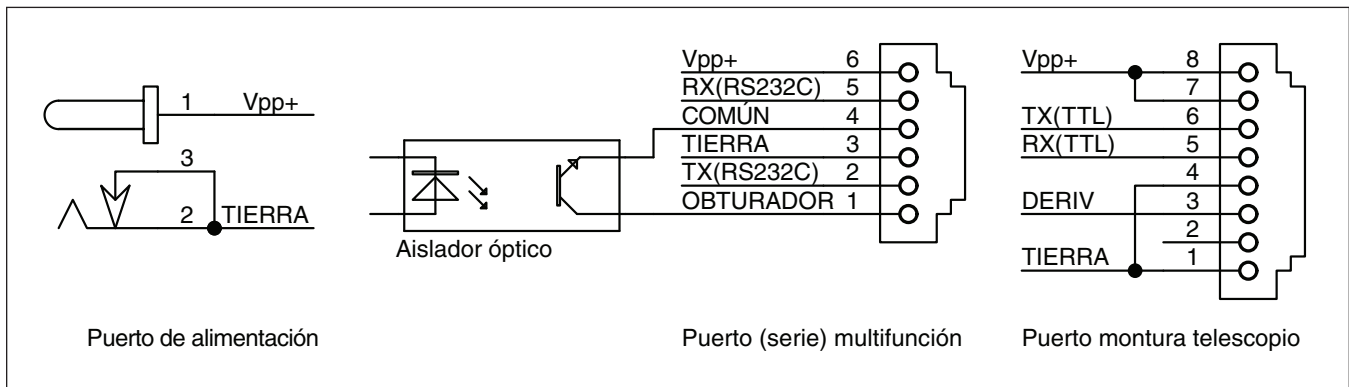 1 Vpp+
3
2 TIERRA
Puerto de alimentación
Aislador óptico
Vpp+ 6
RX(RS232C) 5
COMÚN 4
TIERRA 3
TX(RS232C) 2
OBTURADOR 1
Puerto (serie) multifunción
Vpp+ 8
7
TX(TTL) 6
RX(TTL) 5
4
DERIV 3
2
TIERRA 1
Puerto montura telescopio